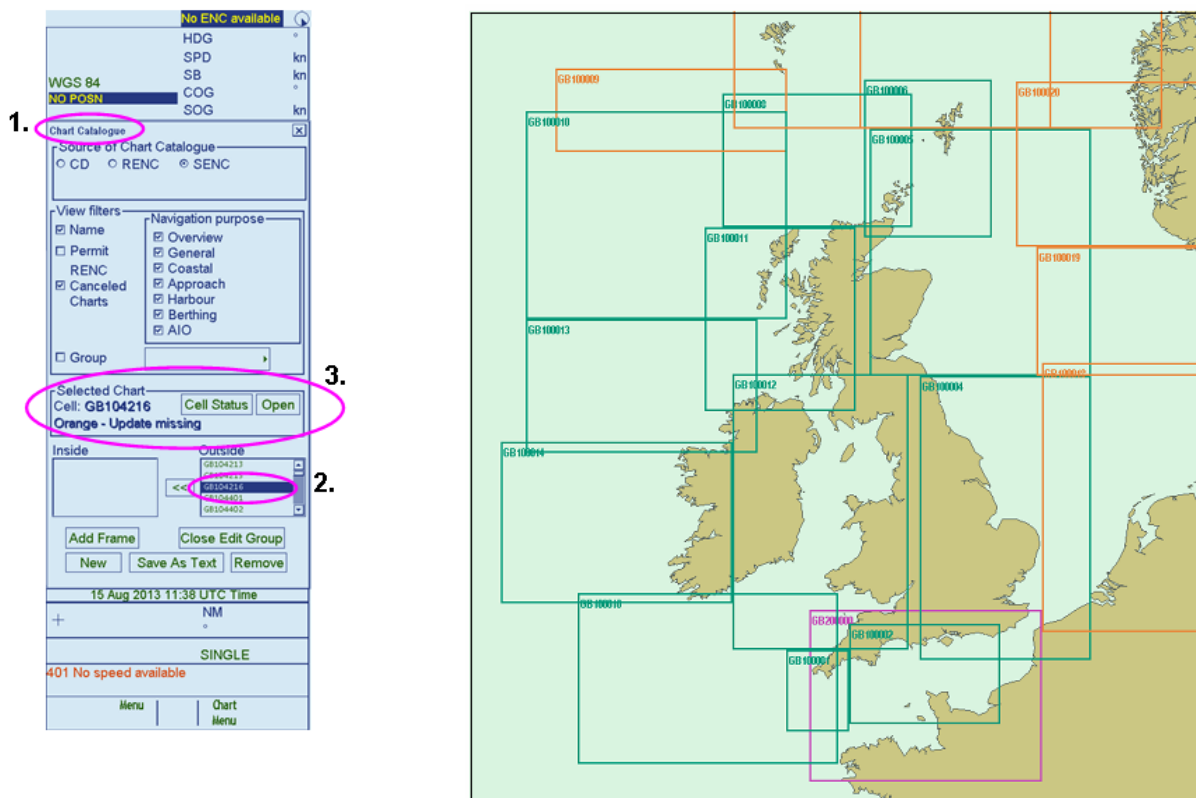 No ENC available
HDG °
SPD kn
WGS 84 SB kn
NO POSN COG °
SOG kn
1.
Chart Catalogue
Source of Chart Catalogue
CD RENC SENC
View filters
Name
Permit
RENC
Canceled
Charts
Navigation purpose
Overview
General
Coastal
Approach
Harbour
Berthing
AIO
Group
3.
Selected Chart
Cell: GB104216 Cell Status Open
Orange - Update missing
Inside Outside
GB104213
GB104215
<< GB104216
GB104401
GB104402
2.
Add Frame Close Edit Group
New Save As Text Remove
15 Aug 2013 11:38 UTC Time
NM
°
SINGLE
401 No speed available
Menu Chart
Menu
GB100009
GB100006
GB100020
GB100008
GB100010
GB100005
GB100011
GB100019
GB100013
GB100012
GB100004
GB100014
GB200000
GB100002